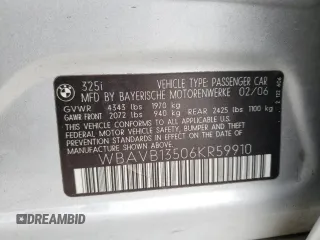 325i VEHICLE TYPE: PASSENGER CAR
MFD BY BAYERISCHE MOTORENWERKE 02/06
GVWR 4343 lbs 1970 kg
GAWR FRONT 2072 lbs 940 kg REAR 2425 lbs 1100 kg
THIS VEHICLE CONFORMS TO ALL APPLICABLE FEDERAL MOTOR VEHICLE SAFETY,
BUMPER, AND THEFT PREVENTION STANDARDS IN EFFECT ON THE DATE OF MANUFACTURE SHOWN ABOVE.
WBAVB13506KR59910